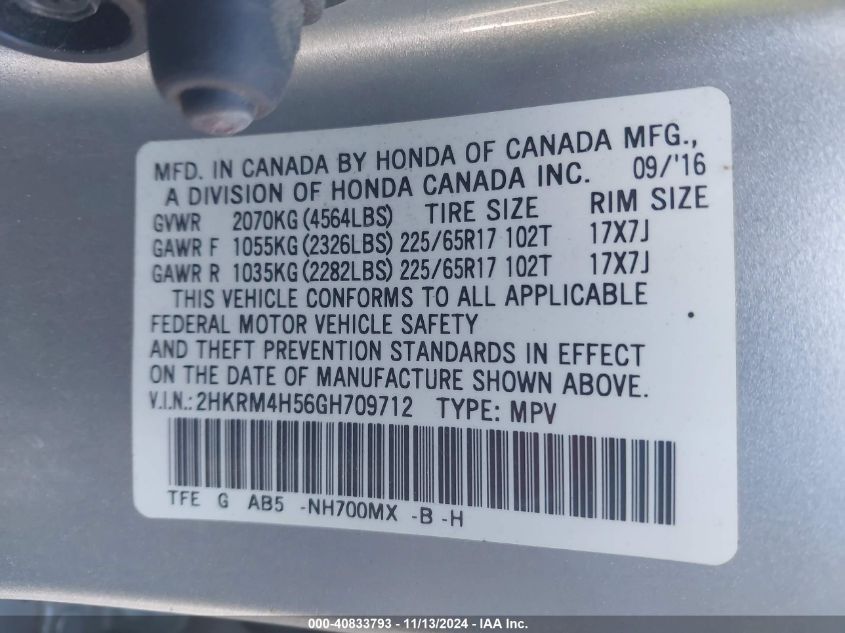 MFD. IN CANADA BY HONDA OF CANADA MFG.,
A DIVISION OF HONDA CANADA INC. 09/'16
GVWR 2070KG (4564LBS) TIRE SIZE RIM SIZE
GAWR F 1055KG (2326LBS) 225/65R17 102T 17X7J
GAWR R 1035KG (2282LBS) 225/65R17 102T 17X7J
THIS VEHICLE CONFORMS TO ALL APPLICABLE
FEDERAL MOTOR VEHICLE SAFETY
AND THEFT PREVENTION STANDARDS IN EFFECT
ON THE DATE OF MANUFACTURE SHOWN ABOVE.
V.I.N.: 2HKRM4H56GH709712 TYPE: MPV
TFE G AB5 -NH700MX -B -H
000-40833793 - 11/13/2024 - IAA Inc.